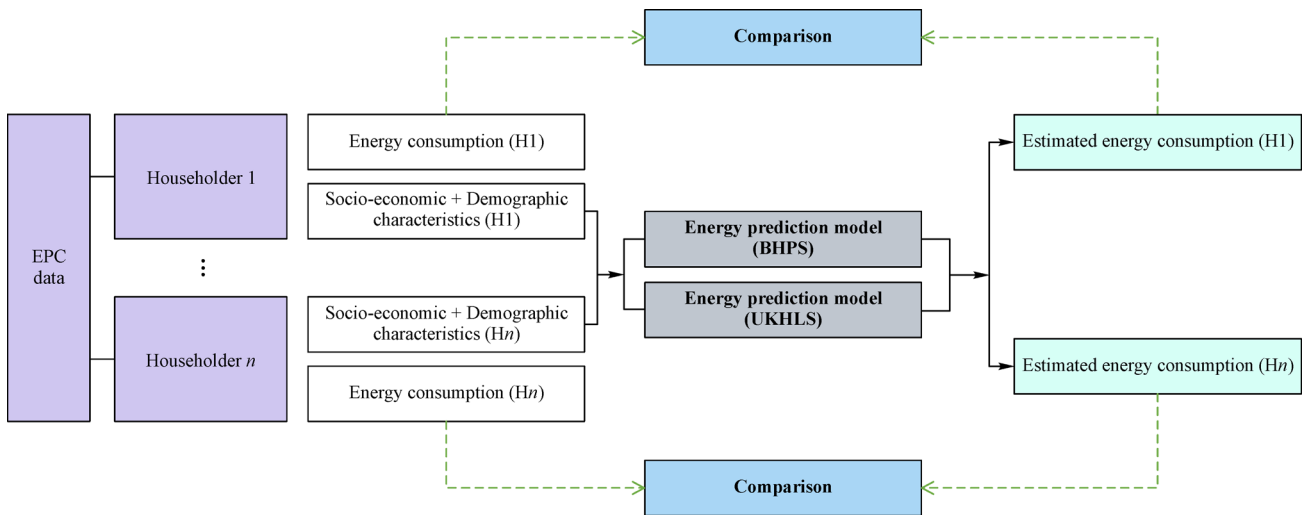 Comparison
EPC
data
Householder 1
⋮
Householder n
Energy consumption (H1)
Socio-economic + Demographic
characteristics (H1)
Socio-economic + Demographic
characteristics (Hn)
Energy consumption (Hn)
Energy prediction model
(BHPS)
Energy prediction model
(UKHLS)
Estimated energy consumption (H1)
Estimated energy consumption (Hn)
Comparison